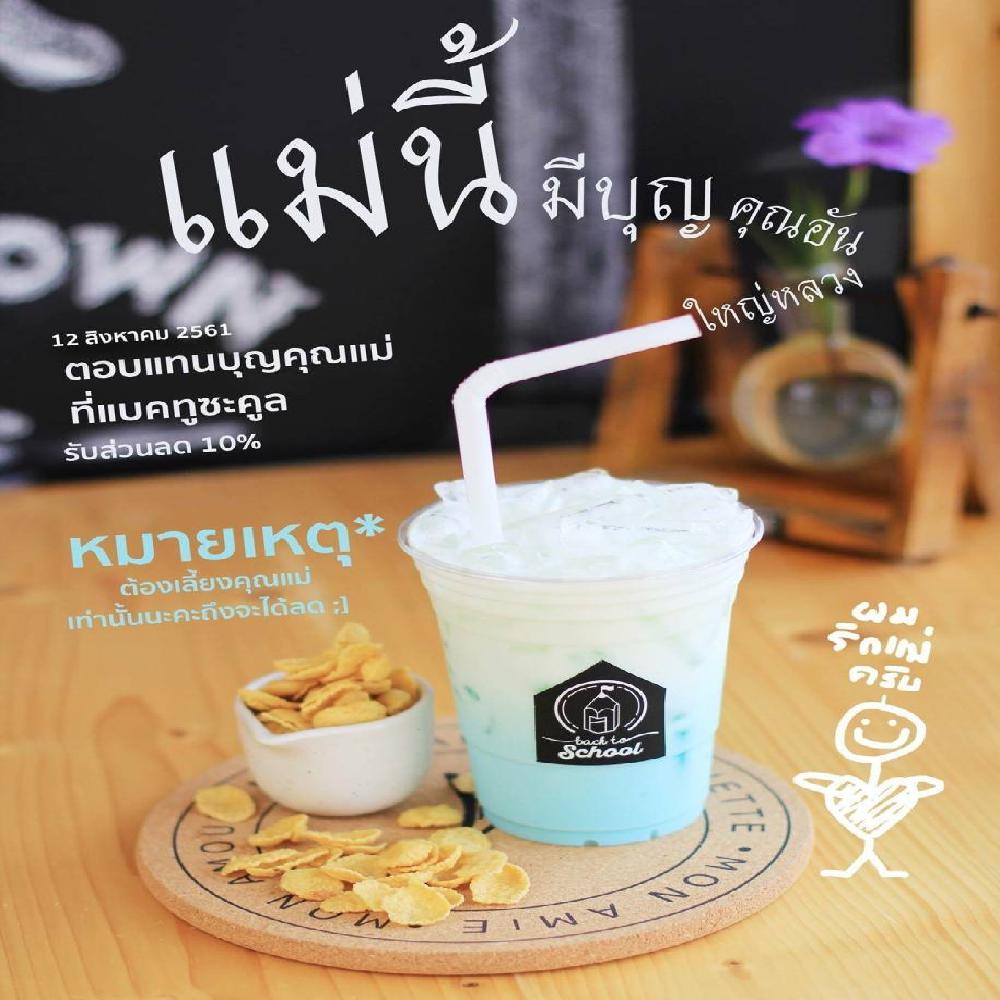 แม่นี้ มีบุญ คุณอัน
ใหญ่หลวง
12 สิงหาคม 2561
ตอบแทนบุญคุณแม่
ที่แบคทูซะคูล
รับส่วนลด 10%
หมายเหตุ*
ต้องเลี้ยงคุณแม่
เท่านั้นนะคะถึงจะได้ลด ;]
ผม
รักแม่
ครับ
back to
School
OWN
ETTE • MON AMIE • MON AMOU